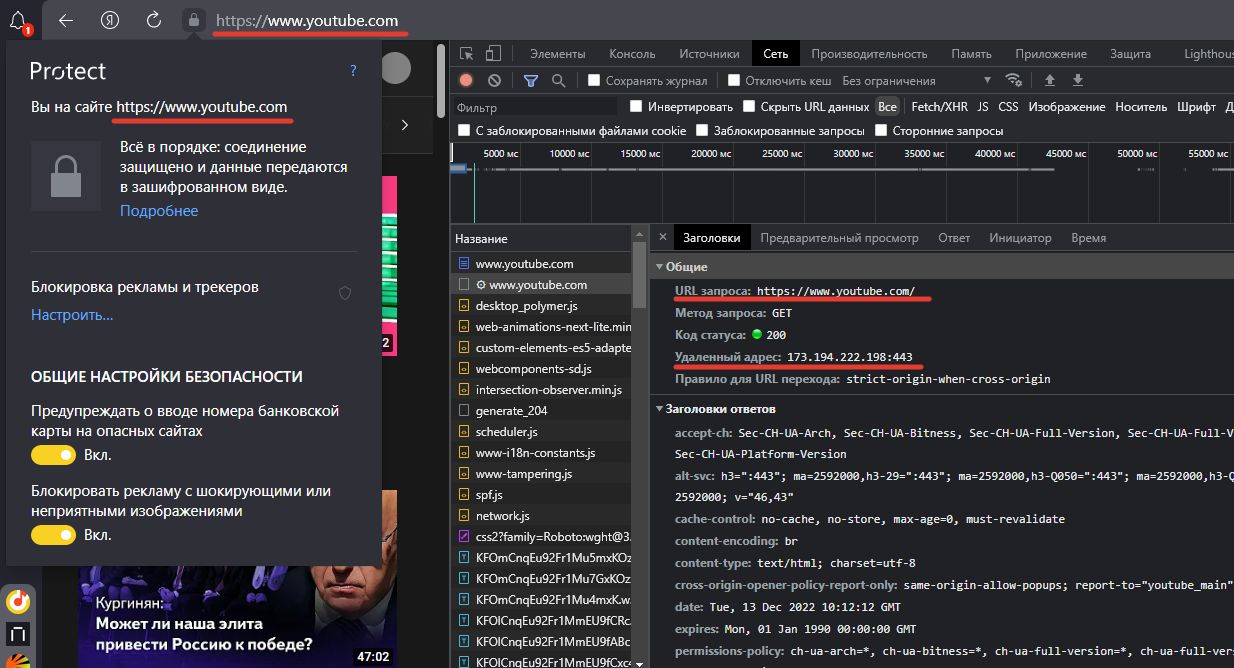 1
Я
https://www.youtube.com
Protect
?
Вы на сайте https://www.youtube.com
Всё в порядке: соединение
защищено и данные передаются
в зашифрованном виде.
Подробнее
Блокировка рекламы и трекеров
Настроить...
ОБЩИЕ НАСТРОЙКИ БЕЗОПАСНОСТИ
Предупреждать о вводе номера банковской
карты на опасных сайтах
Вкл.
Блокировать рекламу с шокирующими или
неприятными изображениями
Вкл.
2
Кургинян:
Может ли наша элита
привести Россию к победе?
47:02
Элементы Консоль Источники Сеть Производительность Память Приложение Защита Lighthou
Сохранять журнал Отключить кеш Без ограничения
Фильтр Инвертировать Скрыть URL данных Все Fetch/XHR JS CSS Изображение Носитель Шрифт Д
С заблокированными файлами cookie Заблокированные запросы Сторонние запросы
5000 мс 10000 мс 15000 мс 20000 мс 25000 мс 30000 мс 35000 мс 40000 мс 45000 мс 50000 мс 55000 мс
Название
www.youtube.com
www.youtube.com
desktop_polymer.js
web-animations-next-lite.min
custom-elements-es5-adapte
webcomponents-sd.js
intersection-observer.min.js
generate_204
scheduler.js
www-i18n-constants.js
www-tampering.js
spf.js
network.js
css2?family=Roboto:wght@3
KFOmCnqEu92Fr1Mu5mxKOz
KFOmCnqEu92Fr1Mu7GxKOz
KFOmCnqEu92Fr1Mu4mxK.w
KFOlCnqEu92Fr1MmEU9fCRc
KFOlCnqEu92Fr1MmEU9fABc
KFOlCnqEu92Fr1MmEU9fCxc
Заголовки Предварительный просмотр Ответ Инициатор Время
Общие
URL запроса: https://www.youtube.com/
Метод запроса: GET
Код статуса: 200
Удаленный адрес: 173.194.222.198:443
Правило для URL перехода: strict-origin-when-cross-origin
Заголовки ответов
accept-ch: Sec-CH-UA-Arch, Sec-CH-UA-Bitness, Sec-CH-UA-Full-Version, Sec-CH-UA-Full-V
Sec-CH-UA-Platform-Version
alt-svc: h3=":443"; ma=2592000,h3-29=":443"; ma=2592000,h3-Q050=":443"; ma=2592000,h3-Q
2592000; v="46,43"
cache-control: no-cache, no-store, max-age=0, must-revalidate
content-encoding: br
content-type: text/html; charset=utf-8
cross-origin-opener-policy-report-only: same-origin-allow-popups; report-to="youtube_main"
date: Tue, 13 Dec 2022 10:12:12 GMT
expires: Mon, 01 Jan 1990 00:00:00 GMT
permissions-policy: ch-ua-arch=*, ch-ua-bitness=*, ch-ua-full-version=*, ch-ua-full-vers